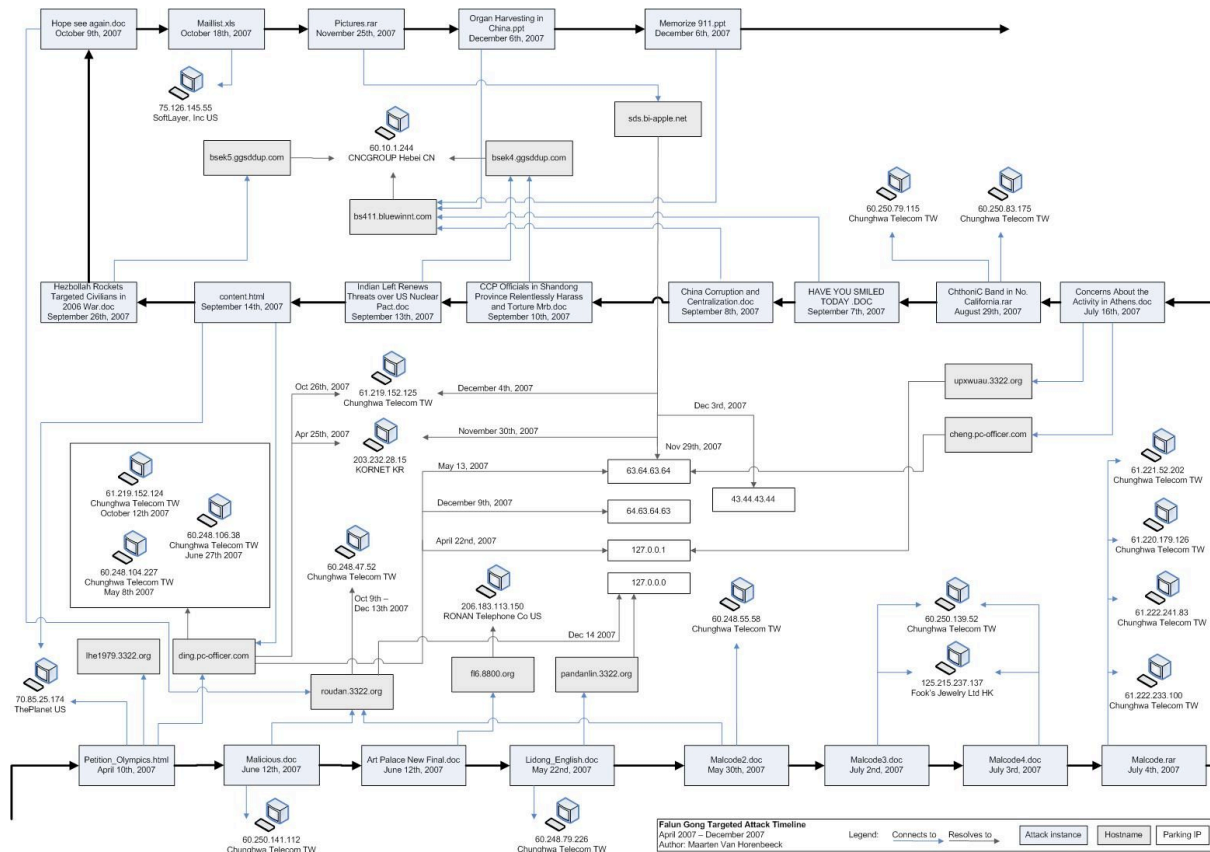 Hope see again.doc
October 9th, 2007
Maillist.xls
October 18th, 2007
Pictures.rar
November 25th, 2007
Organ Harvesting in
China.ppt
December 6th, 2007
Memorize 911.ppt
December 6th, 2007
75.126.145.55
SoftLayer, Inc US
sds.bi-apple.net
60.10.1.244
CNCGROUP Hebei CN
bsek5.ggsddup.com
bsek4.ggsddup.com
bs411.bluewinnt.com
60.250.79.115
Chunghwa Telecom TW
60.250.83.175
Chunghwa Telecom TW
Hezbollah Rockets
Targeted Civilians in
2006 War.doc
September 26th, 2007
content.html
September 14th, 2007
Indian Left Renews
Threats over US Nuclear
Pact.doc
September 13th, 2007
CCP Officials in Shandong
Province Relentlessly Harass
and Torture Mrb.doc
September 10th, 2007
China Corruption and
Centralization.doc
September 8th, 2007
HAVE YOU SMILED
TODAY .DOC
September 7th, 2007
ChthoniC Band in No.
California.rar
August 29th, 2007
Concerns About the
Activity in Athens.doc
July 16th, 2007
Oct 26th, 2007
61.219.152.125
Chunghwa Telecom TW
December 4th, 2007
upxwuau.3322.org
Dec 3rd, 2007
Apr 25th, 2007
203.232.28.15
KORNET KR
November 30th, 2007
Nov 29th, 2007
cheng.pc-officer.com
May 13, 2007
63.64.63.64
43.44.43.44
61.221.52.202
Chunghwa Telecom TW
61.219.152.124
Chunghwa Telecom TW
October 12th 2007
60.248.106.38
Chunghwa Telecom TW
June 27th 2007
60.248.104.227
Chunghwa Telecom TW
May 8th 2007
December 9th, 2007
64.63.64.63
April 22nd, 2007
127.0.0.1
61.220.179.126
Chunghwa Telecom TW
60.248.47.52
Chunghwa Telecom TW
127.0.0.0
Oct 9th –
Dec 13th 2007
206.183.113.150
RONAN Telephone Co US
60.248.55.58
Chunghwa Telecom TW
60.250.139.52
Chunghwa Telecom TW
61.222.241.83
Chunghwa Telecom TW
Dec 14 2007
lhe1979.3322.org
ding.pc-officer.com
roudan.3322.org
fl6.8800.org
pandanlin.3322.org
125.215.237.137
Fook's Jewelry Ltd HK
61.222.233.100
Chunghwa Telecom TW
70.85.25.174
ThePlanet US
Petition_Olympics.html
April 10th, 2007
Malicious.doc
June 12th, 2007
Art Palace New Final.doc
June 12th, 2007
Lidong_English.doc
May 22nd, 2007
Malcode2.doc
May 30th, 2007
Malcode3.doc
July 2nd, 2007
Malcode4.doc
July 3rd, 2007
Malcode.rar
July 4th, 2007
60.250.141.112
Chunghwa Telecom TW
60.248.79.226
Chunghwa Telecom TW
Falun Gong Targeted Attack Timeline
April 2007 – December 2007
Author: Maarten Van Horenbeeck
Legend:
Connects to
Resolves to
Attack instance
Hostname
Parking IP